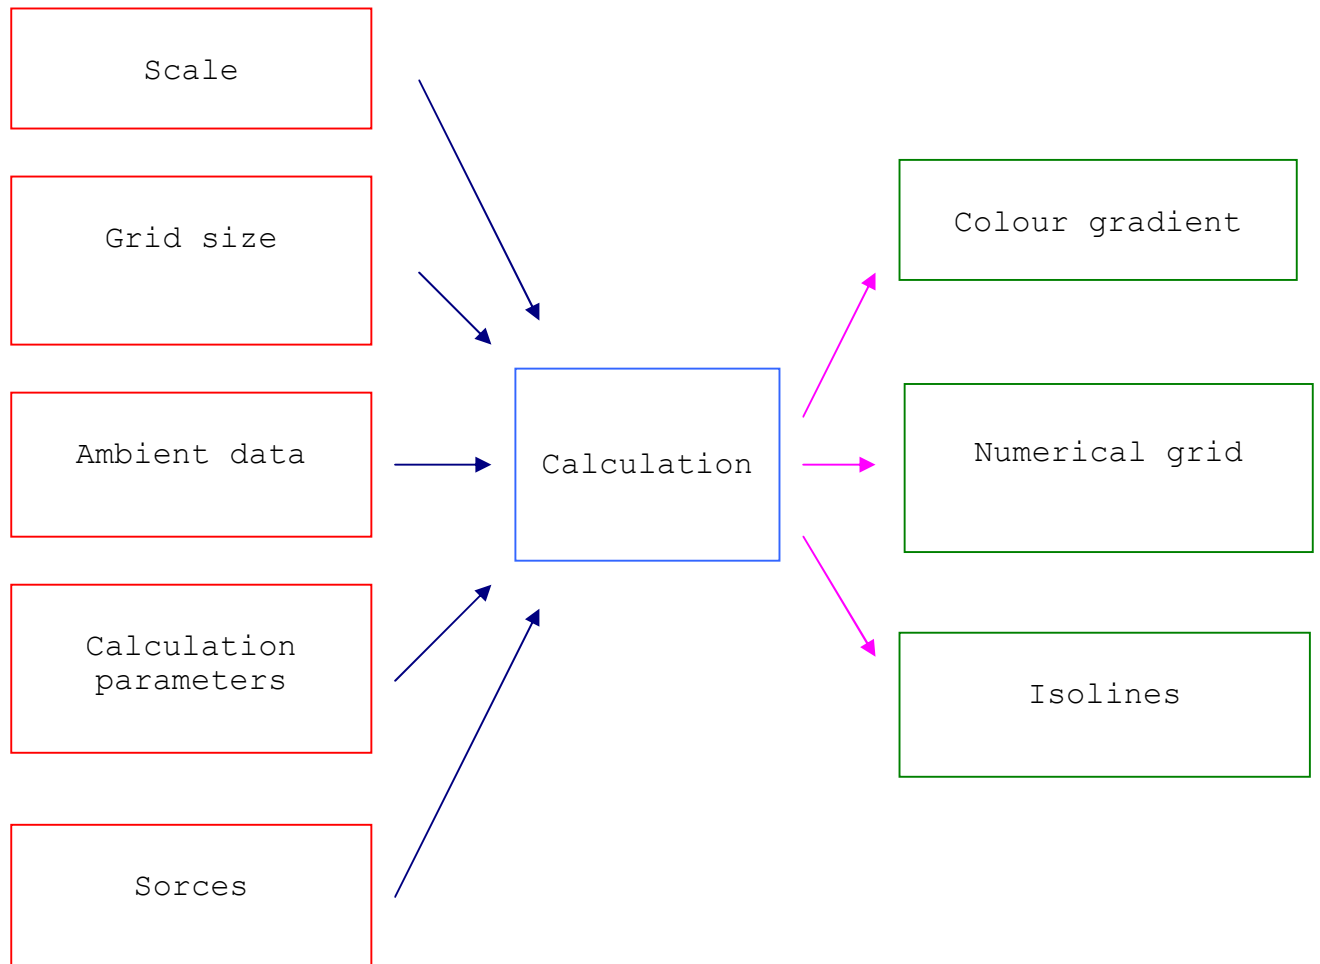 Scale
Grid size
Ambient data
Calculation
parameters
Sorces
Calculation
Colour gradient
Numerical grid
Isolines